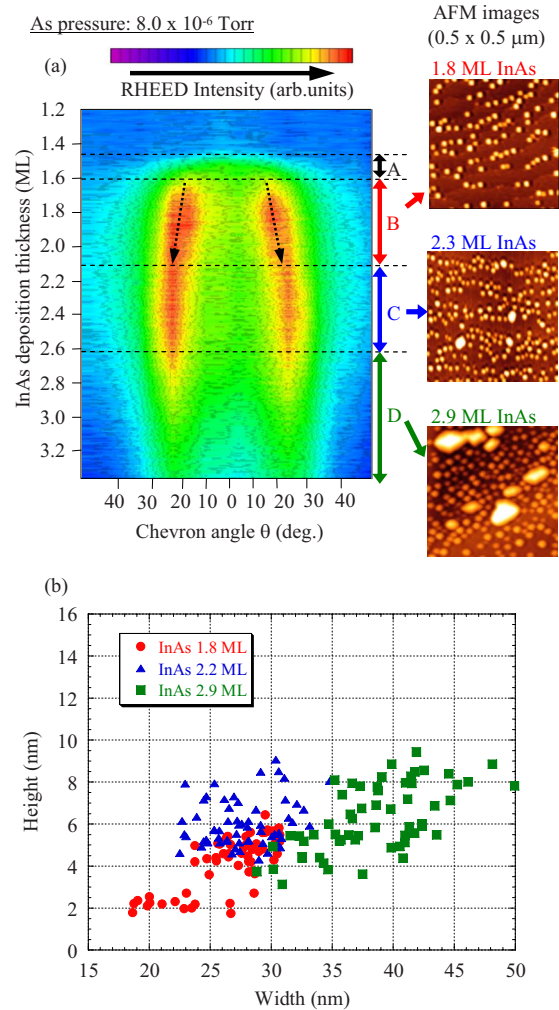 As pressure: 8.0 x 10⁻⁶ Torr
AFM images
(0.5 x 0.5 μm)
(a)
RHEED Intensity (arb.units)
1.8 ML InAs
2.3 ML InAs
2.9 ML InAs
InAs deposition thickness (ML)
1.2
1.4
1.6
1.8
2.0
2.2
2.4
2.6
2.8
3.0
3.2
A
B
C
D
40 30 20 10 0 10 20 30 40
Chevron angle θ (deg.)
(b)
InAs 1.8 ML
InAs 2.2 ML
InAs 2.9 ML
Height (nm)
16
14
12
10
8
6
4
2
0
15 20 25 30 35 40 45 50
Width (nm)